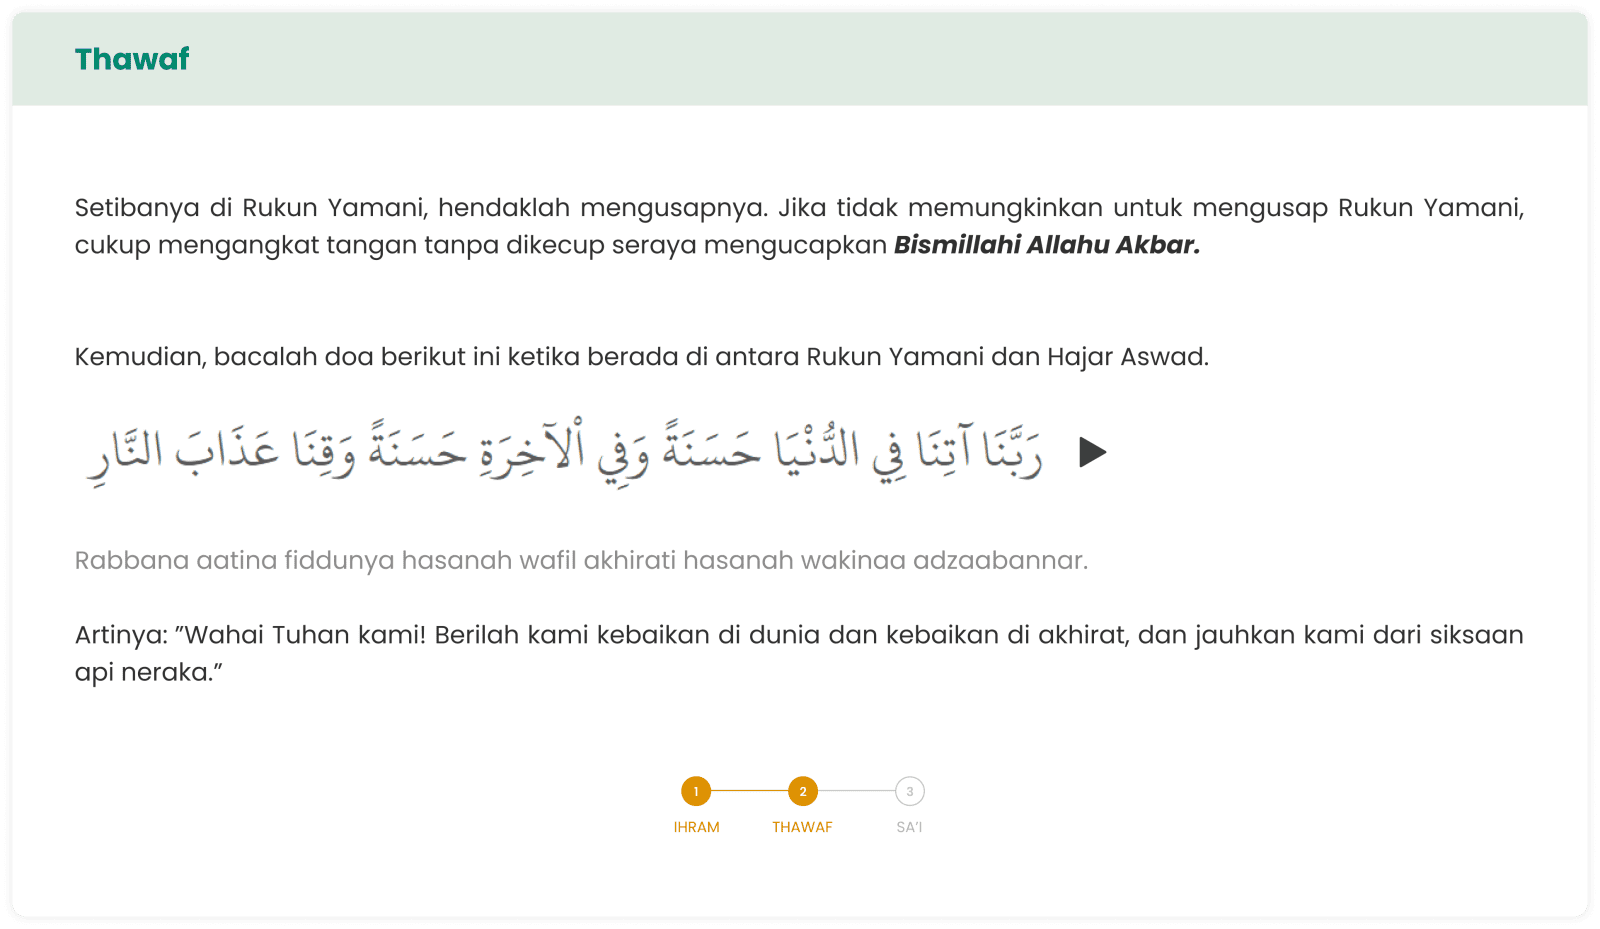 Thawaf
Setibanya di Rukun Yamani, hendaklah mengusapnya. Jika tidak memungkinkan untuk mengusap Rukun Yamani,
cukup mengangkat tangan tanpa dikecup seraya mengucapkan Bismillahi Allahu Akbar.
Kemudian, bacalah doa berikut ini ketika berada di antara Rukun Yamani dan Hajar Aswad.
رَبَّنَا آتِنَا فِي الدُّنْيَا حَسَنَةً وَفِي اْلآخِرَةِ حَسَنَةً وَقِنَا عَذَابَ النَّارِ
Rabbana aatina fiddunya hasanah wafil akhirati hasanah wakinaa adzaabannar.
Artinya: ”Wahai Tuhan kami! Berilah kami kebaikan di dunia dan kebaikan di akhirat, dan jauhkan kami dari siksaan
api neraka.”
1 2 3
IHRAM THAWAF SA’I